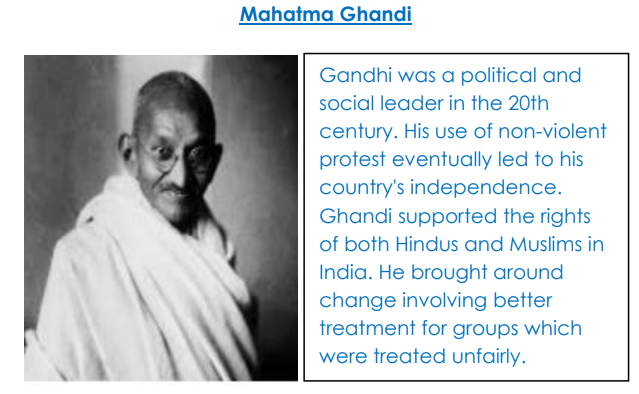 Mahatma Ghandi
Gandhi was a political and
social leader in the 20th
century. His use of non-violent
protest eventually led to his
country's independence.
Ghandi supported the rights
of both Hindus and Muslims in
India. He brought around
change involving better
treatment for groups which
were treated unfairly.